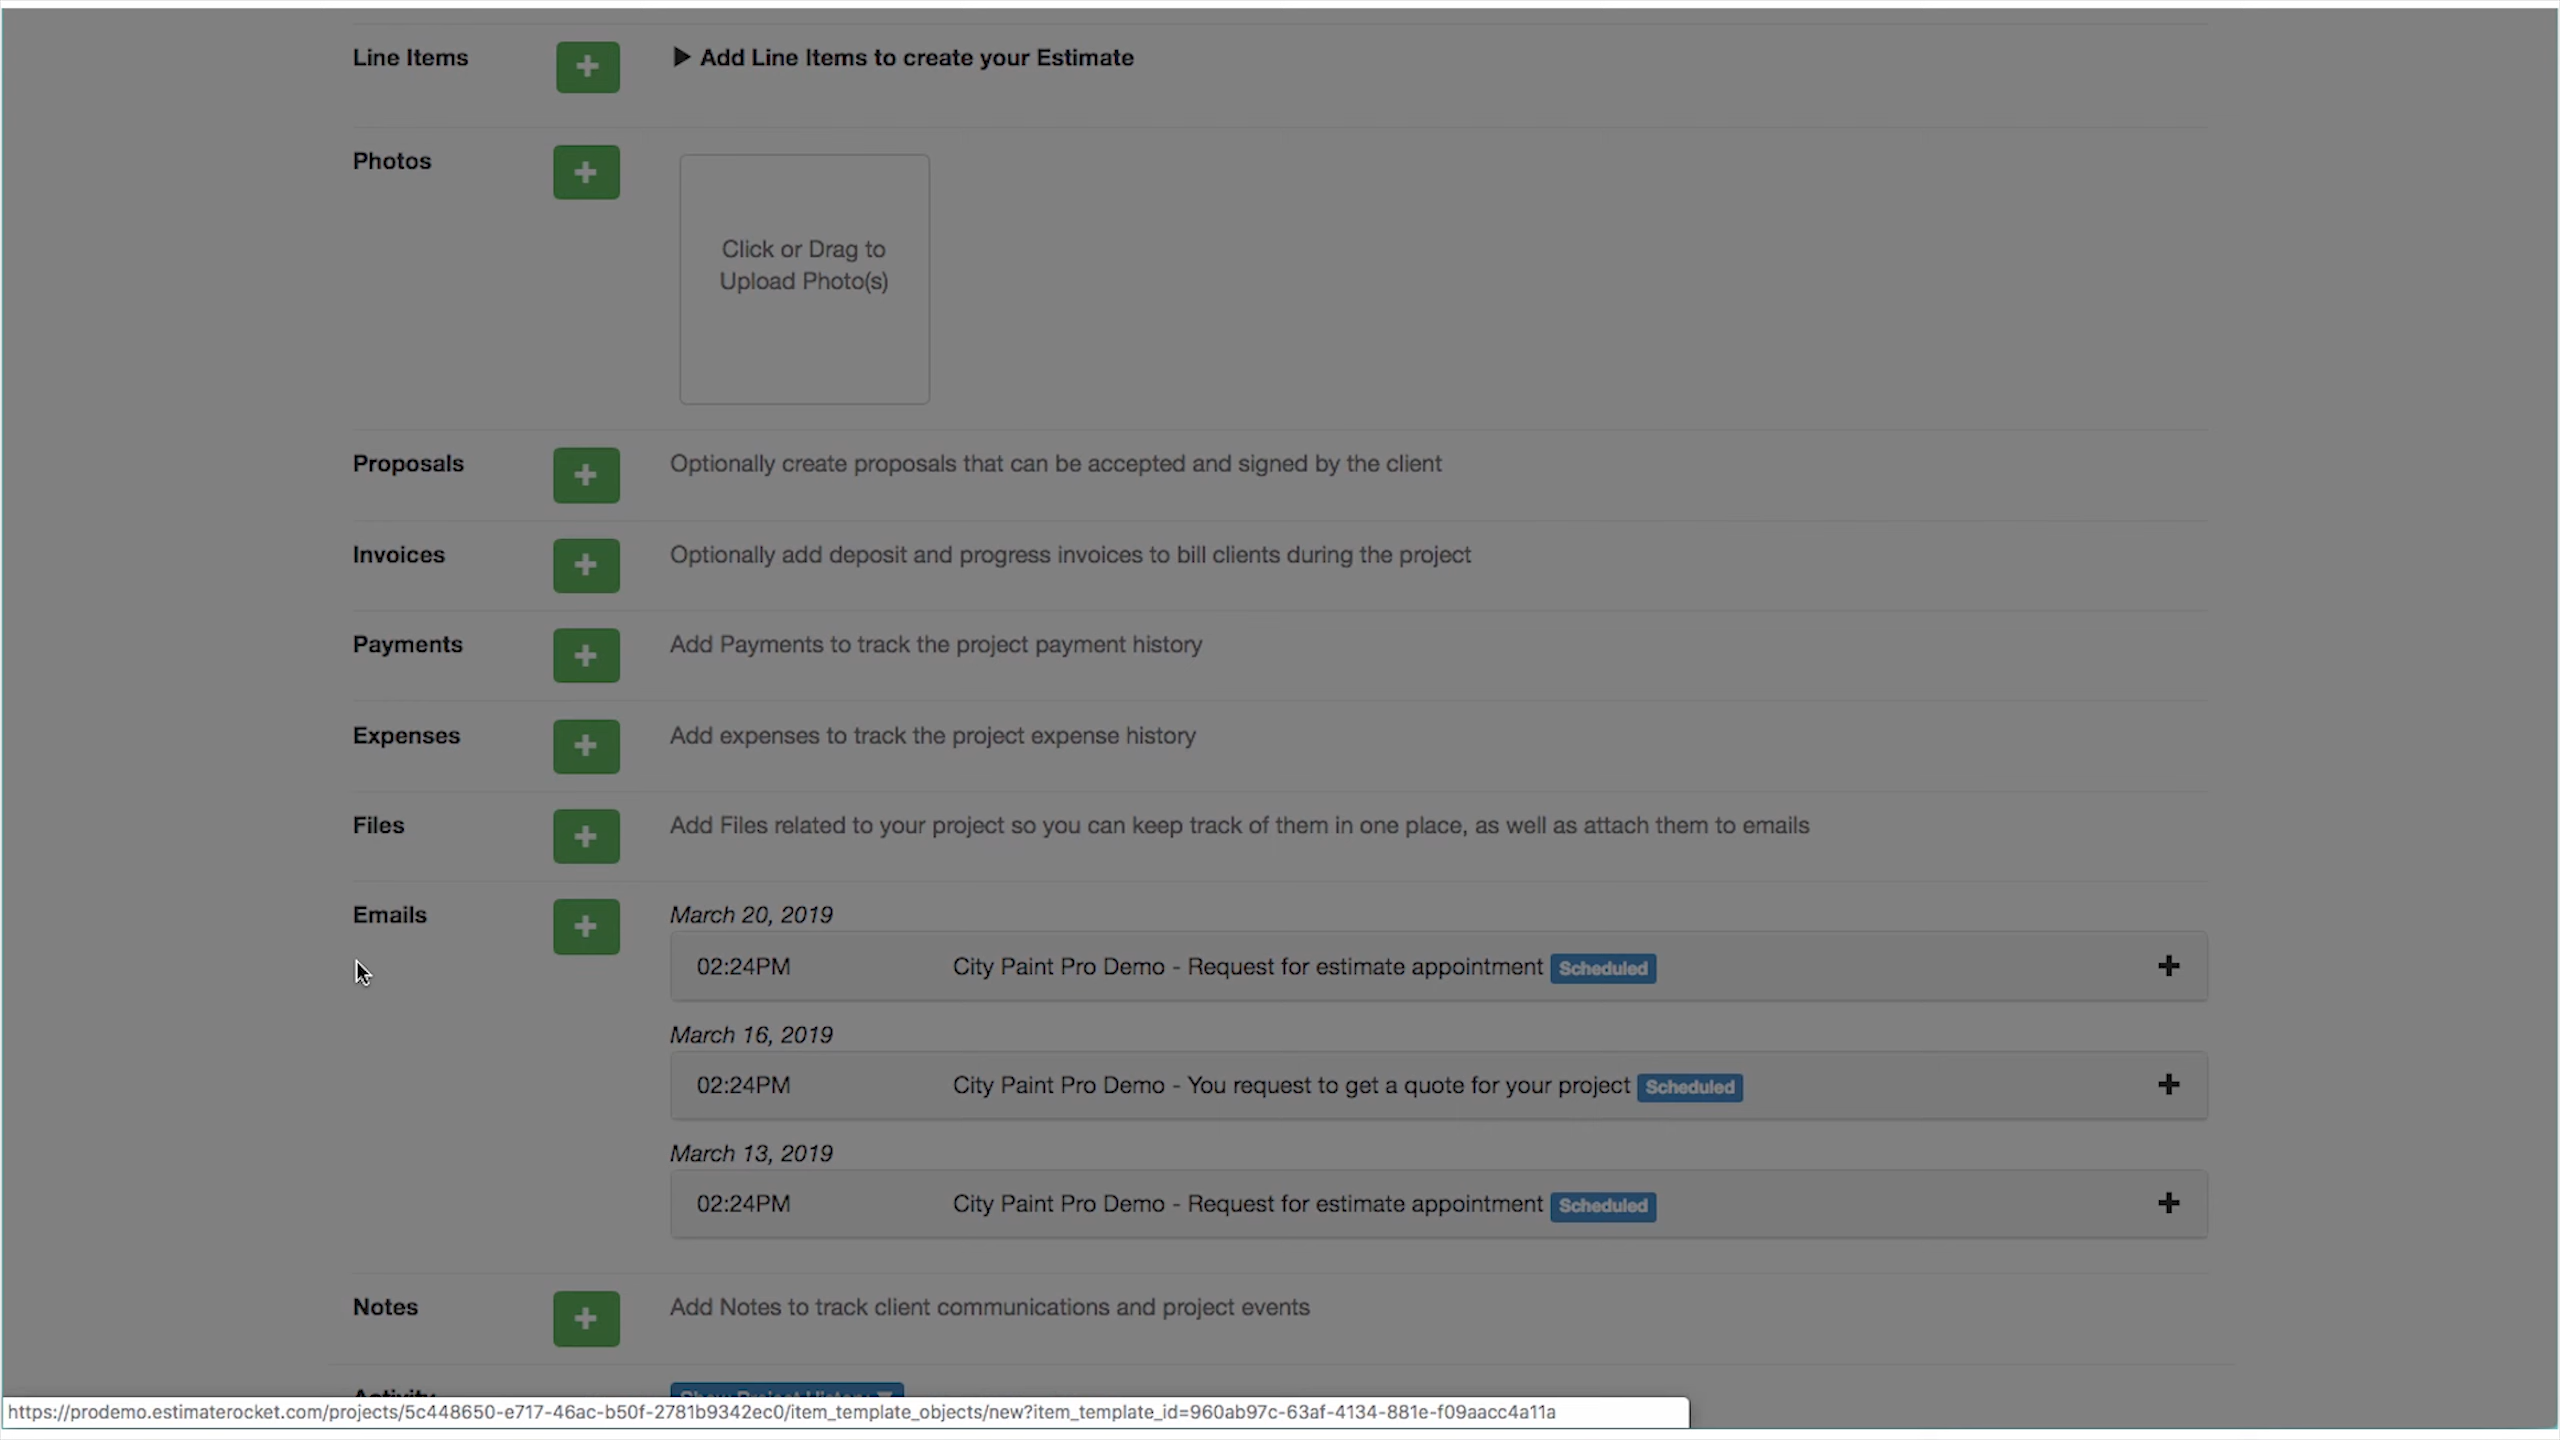 Line Items
Add Line Items to create your Estimate
Photos
Click or Drag to
Upload Photo(s)
Proposals
Optionally create proposals that can be accepted and signed by the client
Invoices
Optionally add deposit and progress invoices to bill clients during the project
Payments
Add Payments to track the project payment history
Expenses
Add expenses to track the project expense history
Files
Add Files related to your project so you can keep track of them in one place, as well as attach them to emails
Emails
March 20, 2019
02:24PM City Paint Pro Demo - Request for estimate appointment Scheduled
March 16, 2019
02:24PM City Paint Pro Demo - You request to get a quote for your project Scheduled
March 13, 2019
02:24PM City Paint Pro Demo - Request for estimate appointment Scheduled
Notes
Add Notes to track client communications and project events
Activity
Show Project History
https://prodemo.estimaterocket.com/projects/5c448650-e717-46ac-b50f-2781b9342ec0/item_template_objects/new?item_template_id=960ab97c-63af-4134-881e-f09aacc4a11a